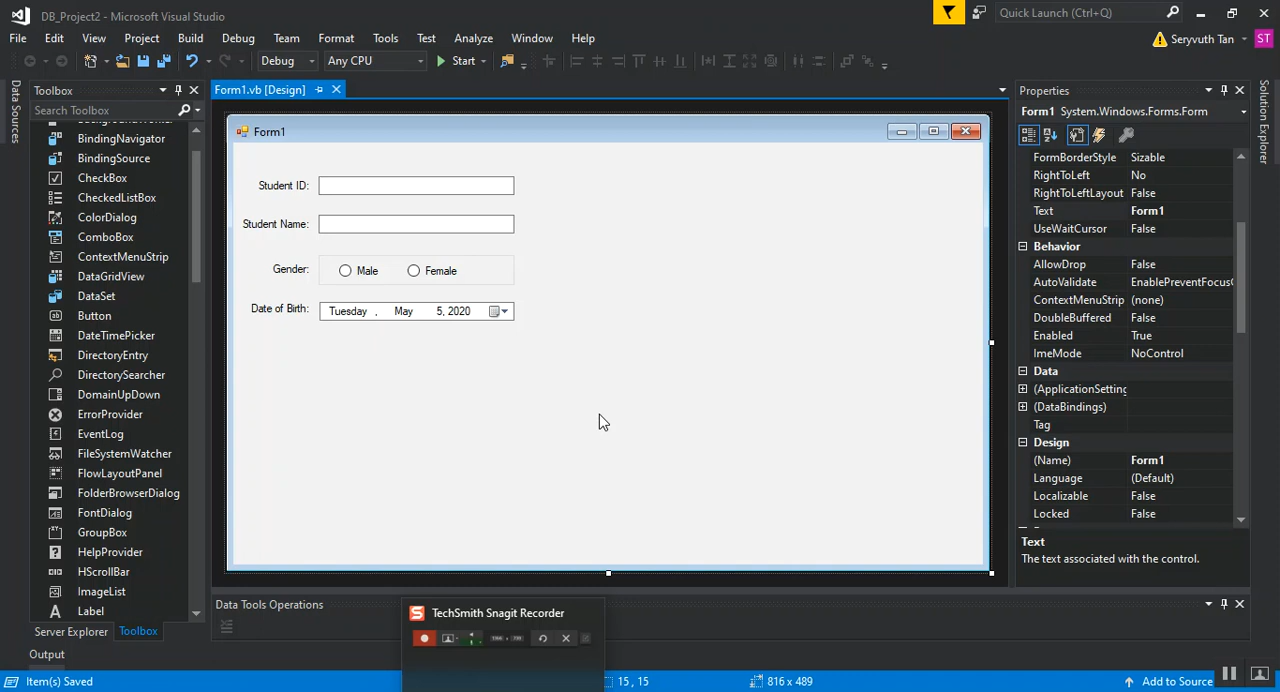 DB_Project2 - Microsoft Visual Studio
Quick Launch (Ctrl+Q)
File Edit View Project Build Debug Team Format Tools Test Analyze Window Help
Seryvuth Tan
ST
Debug
Any CPU
Start
Data Sources
Toolbox
Search Toolbox
BindingNavigator
BindingSource
CheckBox
CheckedListBox
ColorDialog
ComboBox
ContextMenuStrip
DataGridView
DataSet
Button
DateTimePicker
DirectoryEntry
DirectorySearcher
DomainUpDown
ErrorProvider
EventLog
FileSystemWatcher
FlowLayoutPanel
FolderBrowserDialog
FontDialog
GroupBox
HelpProvider
HScrollBar
ImageList
Label
Server Explorer
Toolbox
Output
Form1.vb [Design]
Form1
Student ID:
Student Name:
Gender:
Male
Female
Date of Birth:
Tuesday , May 5, 2020
Data Tools Operations
TechSmith Snagit Recorder
Properties
Form1 System.Windows.Forms.Form
FormBorderStyle Sizable
RightToLeft No
RightToLeftLayout False
Text Form1
UseWaitCursor False
Behavior
AllowDrop False
AutoValidate EnablePreventFocusC
ContextMenuStrip (none)
DoubleBuffered False
Enabled True
ImeMode NoControl
Data
(ApplicationSetting
(DataBindings)
Tag
Design
(Name) Form1
Language (Default)
Localizable False
Locked False
Text
The text associated with the control.
Solution Explorer
Item(s) Saved
15 , 15
816 x 489
Add to Source